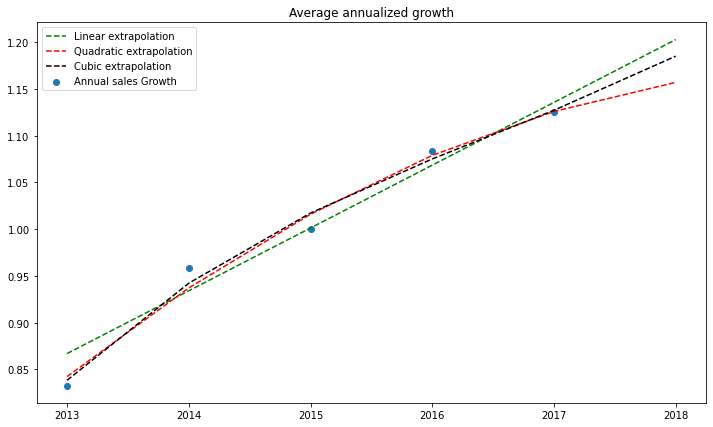 Average annualized growth
Linear extrapolation
Quadratic extrapolation
Cubic extrapolation
Annual sales Growth
1.20
1.15
1.10
1.05
1.00
0.95
0.90
0.85
2013 2014 2015 2016 2017 2018